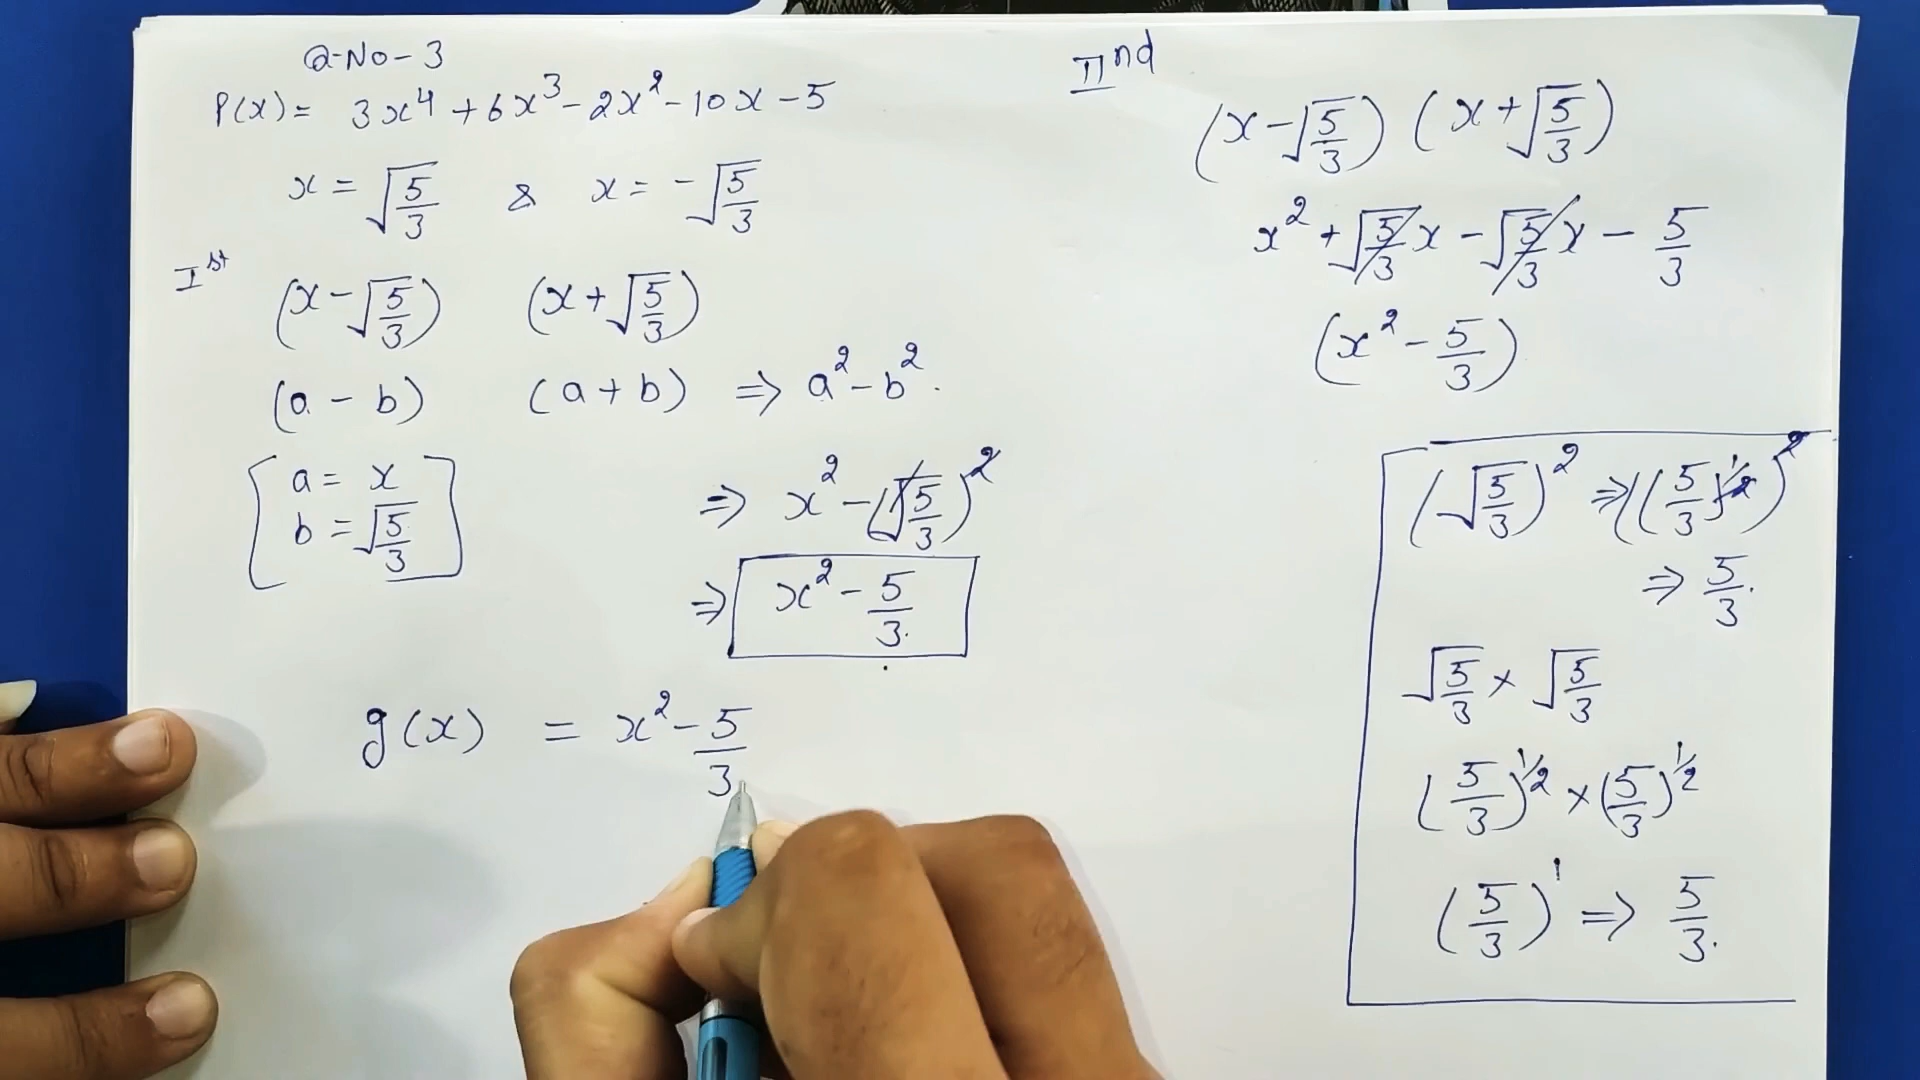 Q-No-3
P(x) = 3x⁴ + 6x³ - 2x² - 10x - 5
x = √(5/3) & x = -√(5/3)
Ist
(x - √(5/3)) (x + √(5/3))
(a - b) (a + b) ⇒ a² - b².
[a = x
b = √(5/3)]
⇒ x² - (√(5/3))²
⇒ x² - 5/3.
g(x) = x² - 5/3
IInd
(x - √(5/3)) (x + √(5/3))
x² + √(5/3)x - √(5/3)x - 5/3
(x² - 5/3)
(√(5/3))² ⇒ ((5/3)^1/2)²
⇒ 5/3.
√(5/3) × √(5/3)
(5/3)^1/2 × (5/3)^1/2
(5/3)^1 ⇒ 5/3.